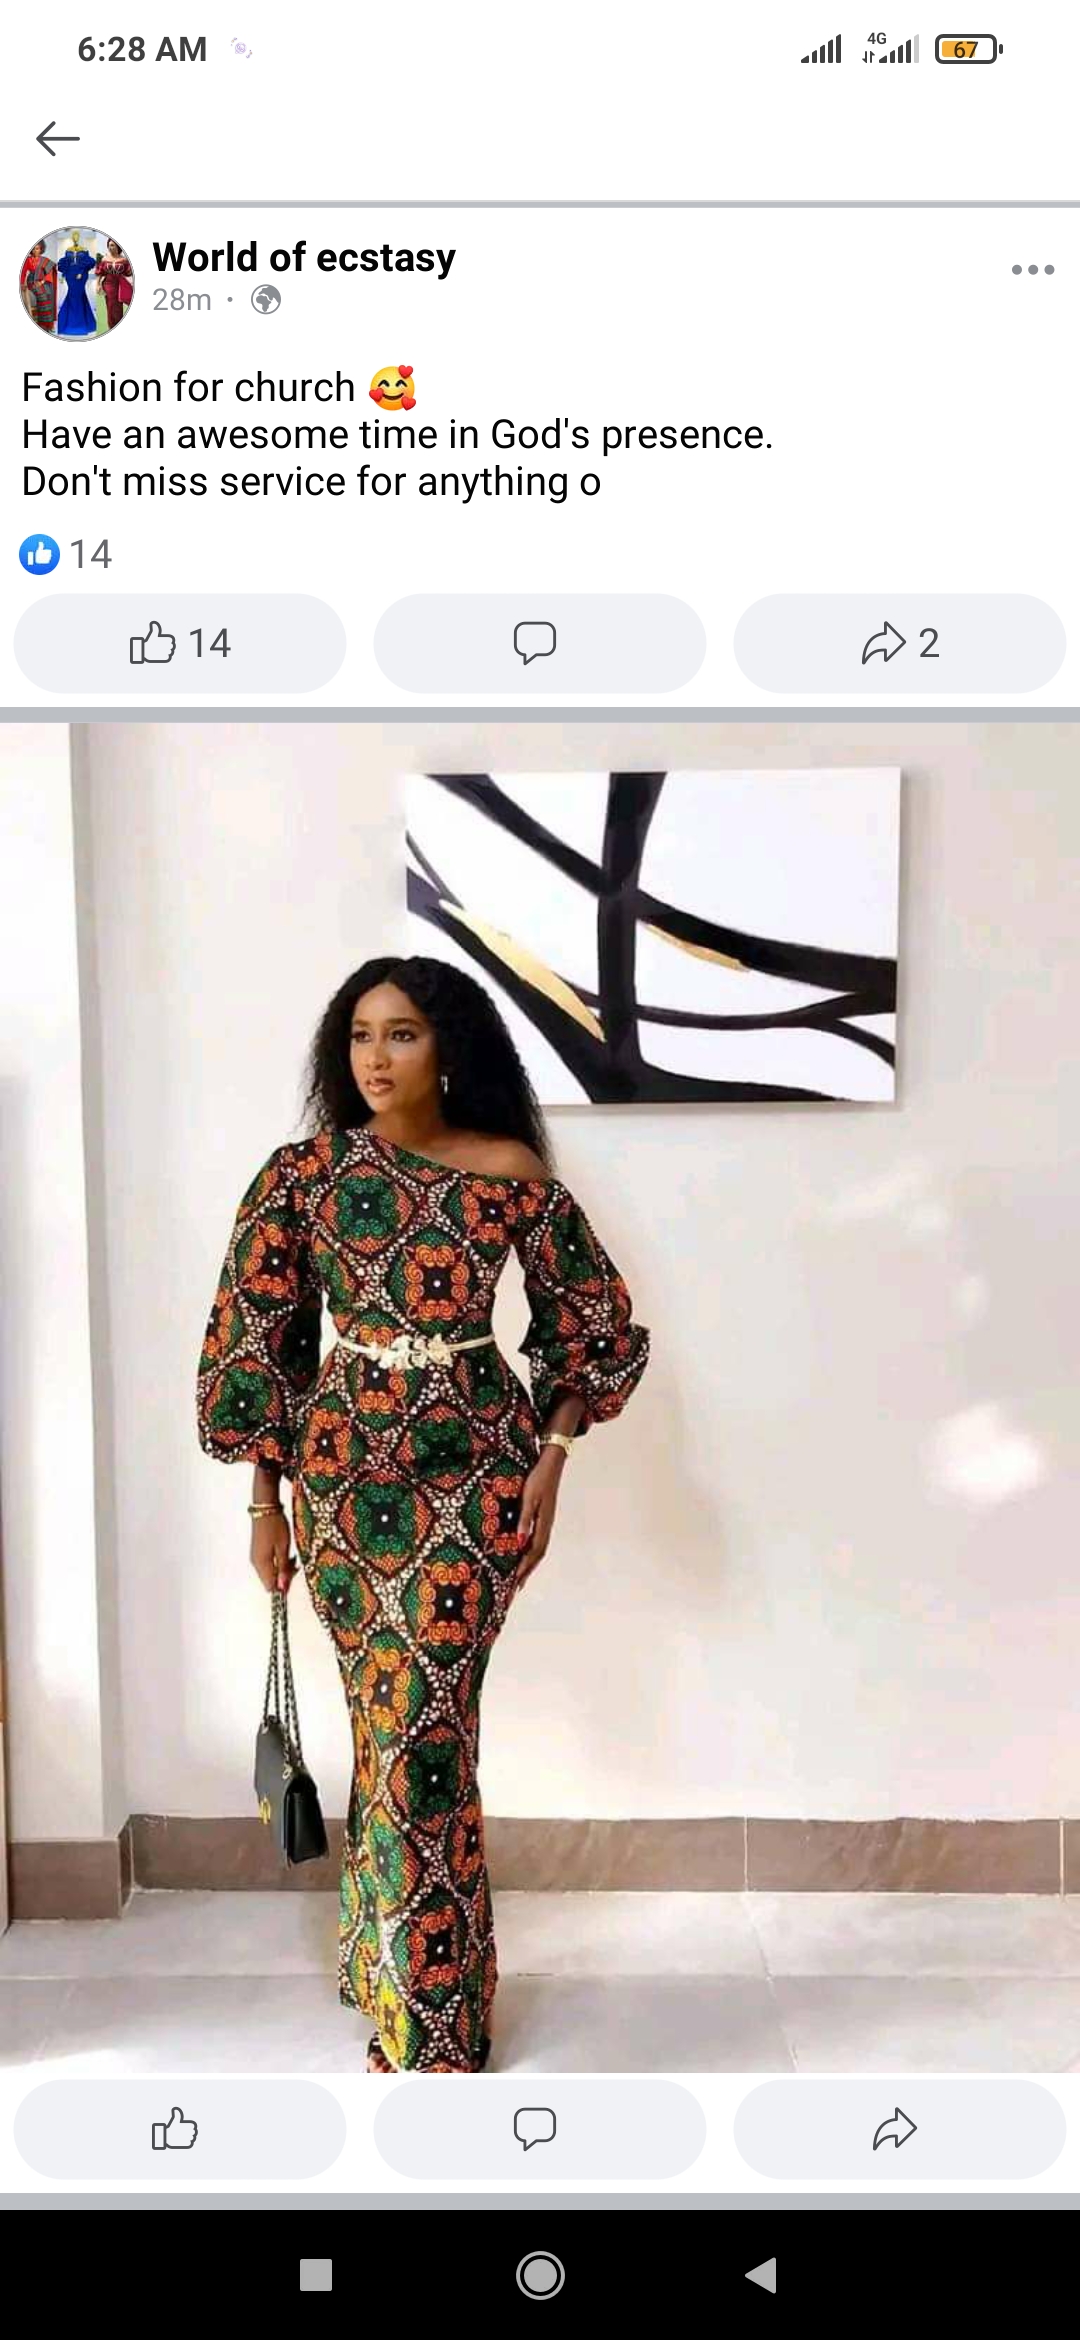 6:28 AM
4G
67
World of ecstasy
28m ·
Fashion for church 🥰
Have an awesome time in God's presence.
Don't miss service for anything o
14
14
2